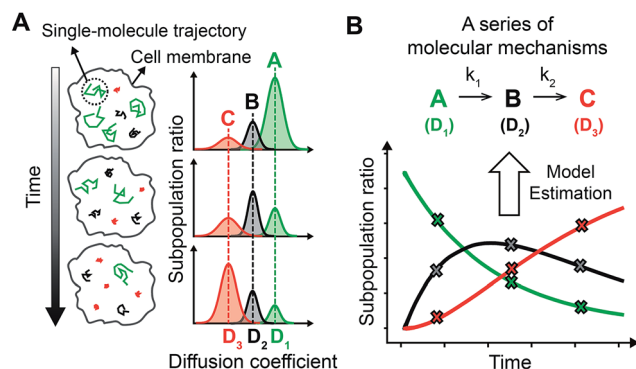 A
Single-molecule trajectory
Cell membrane
Time
Subpopulation ratio
C
B
A
D₃
D₂
D₁
Diffusion coefficient
B
A series of
molecular mechanisms
k₁
k₂
A
B
C
(D₁)
(D₂)
(D₃)
Model
Estimation
Subpopulation ratio
Time